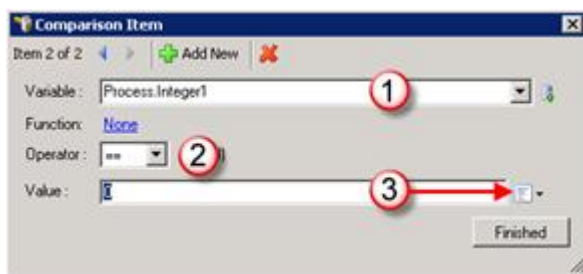 Comparison Item
Item 2 of 2 Add New
Variable : Process.Integer1 1
Function: None
Operator : == 2
Value : 0 3
Finished